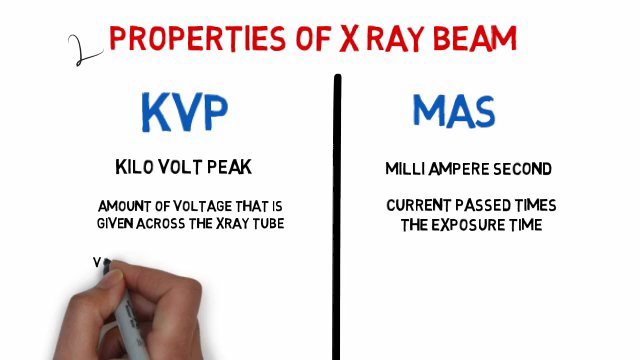 2 PROPERTIES OF X RAY BEAM
KVP
KILO VOLT PEAK
AMOUNT OF VOLTAGE THAT IS
GIVEN ACROSS THE XRAY TUBE
V
MAS
MILLI AMPERE SECOND
CURRENT PASSED TIMES
THE EXPOSURE TIME